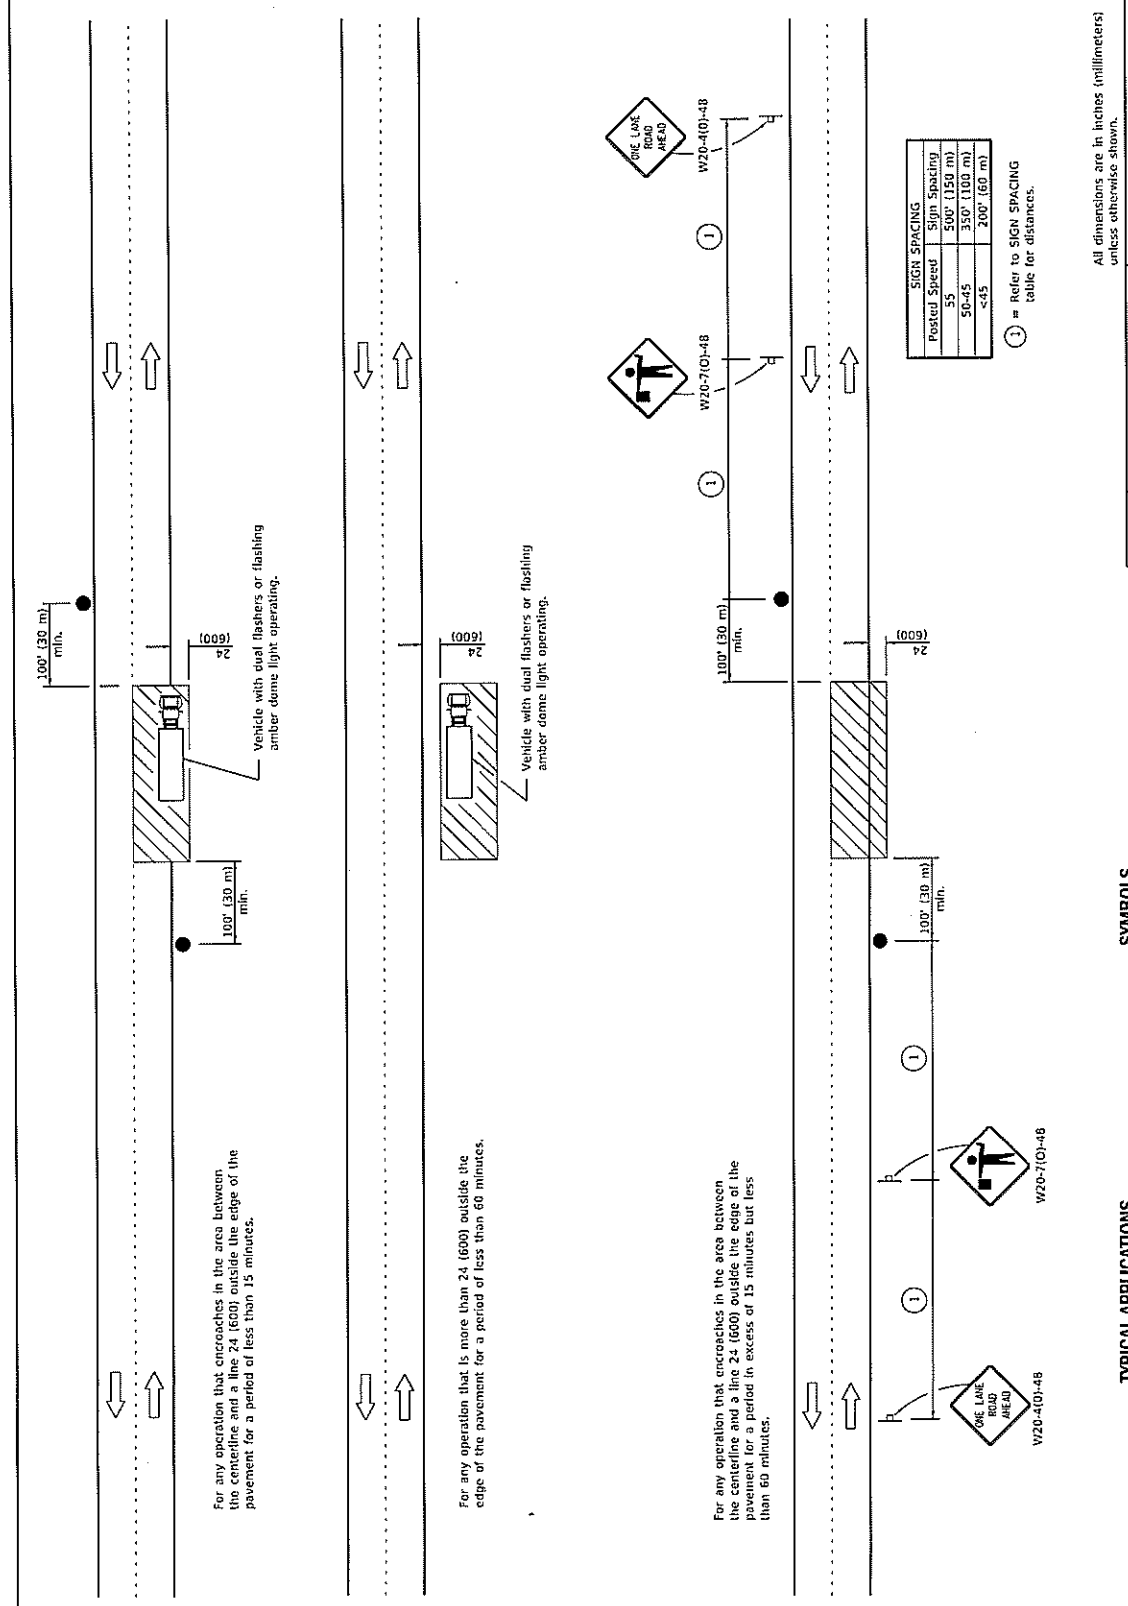 100' (30 m)
min.
24
(600)
Vehicle with dual flashers or flashing
amber dome light operating.
100' (30 m)
min.
For any operation that encroaches in the area between
the centerline and a line 24 (600) outside the edge of the
pavement for a period of less than 15 minutes.
24
(600)
Vehicle with dual flashers or flashing
amber dome light operating.
For any operation that is more than 24 (600) outside the
edge of the pavement for a period of less than 60 minutes.
ONE LANE
ROAD
AHEAD
W20-4(O)-48
W20-7(O)-48
1
1
100' (30 m)
min.
24
(600)
For any operation that encroaches in the area between
the centerline and a line 24 (600) outside the edge of the
pavement for a period in excess of 15 minutes but less
than 60 minutes.
100' (30 m)
min.
1
1
W20-7(O)-48
ONE LANE
ROAD
AHEAD
W20-4(O)-48
SIGN SPACING
Posted Speed Sign Spacing
55 500' (150 m)
50-45 350' (100 m)
<45 200' (60 m)
1 = Refer to SIGN SPACING
table for distances.
All dimensions are in inches (millimeters)
unless otherwise shown.
TYPICAL APPLICATIONS
SYMBOLS